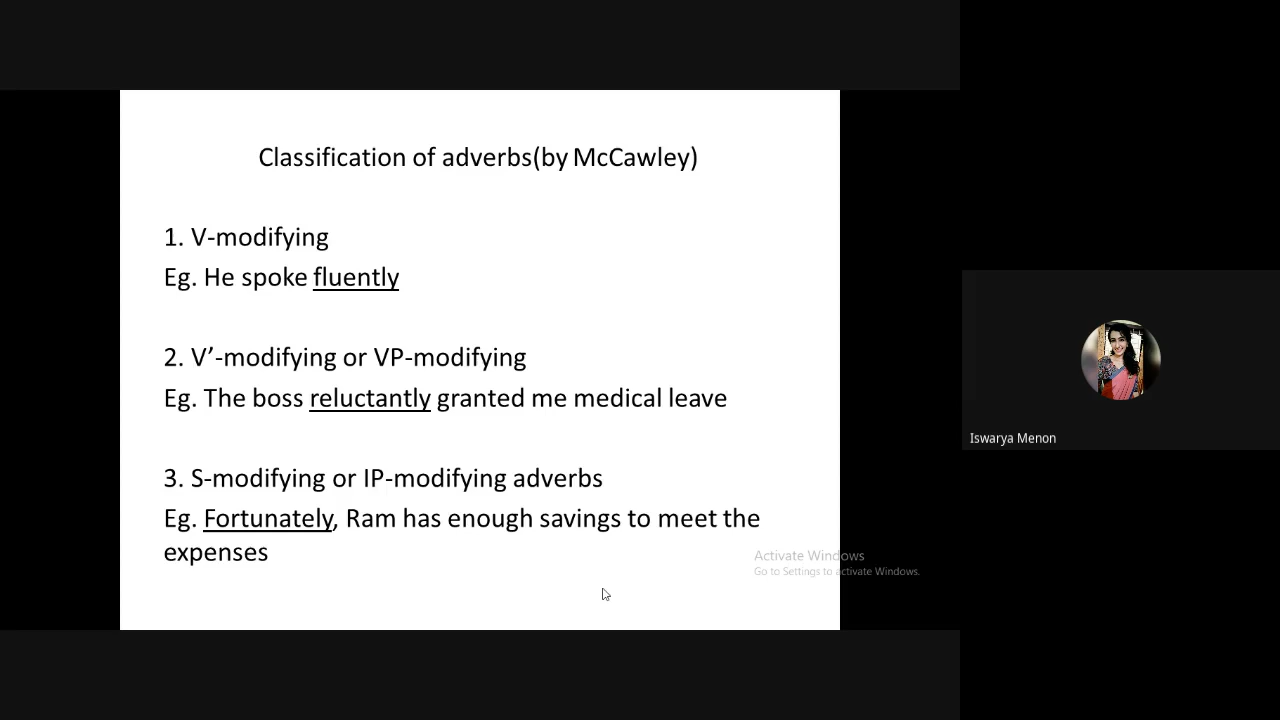 Classification of adverbs(by McCawley)
1. V-modifying
Eg. He spoke fluently
2. V’-modifying or VP-modifying
Eg. The boss reluctantly granted me medical leave
3. S-modifying or IP-modifying adverbs
Eg. Fortunately, Ram has enough savings to meet the
expenses
Activate Windows
Go to Settings to activate Windows.
Iswarya Menon